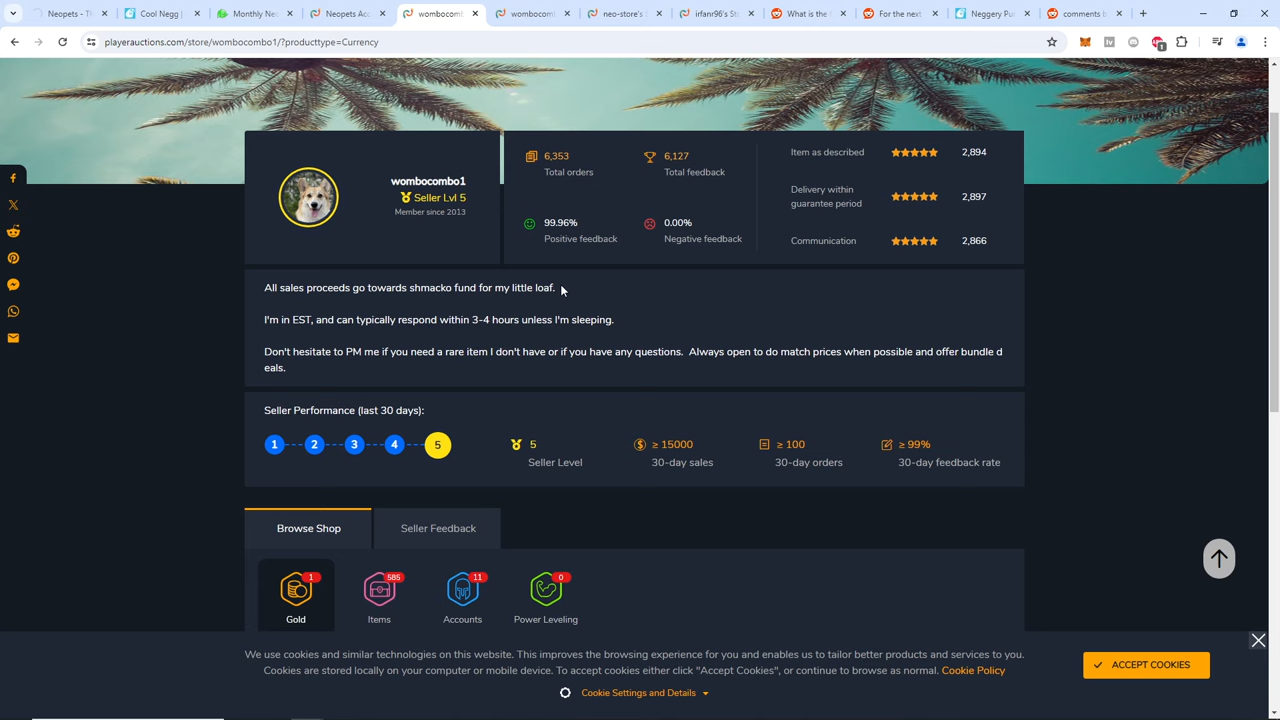 Neopets - T
Cool Negg
Monthly Ne
Neopets Acc
wombocom
wombocom
neo-store's
irfan96's St
What is the
For the next
Neggery Pu
comments b
playerauctions.com/store/wombocombo1/?producttype=Currency
1
wombocombo1
Seller Lvl 5
Member since 2013
6,353
Total orders
6,127
Total feedback
99.96%
Positive feedback
0.00%
Negative feedback
Item as described
2,894
Delivery within
guarantee period
2,897
Communication
2,866
All sales proceeds go towards shmacko fund for my little loaf.
I'm in EST, and can typically respond within 3-4 hours unless I'm sleeping.
Don't hesitate to PM me if you need a rare item I don't have or if you have any questions. Always open to do match prices when possible and offer bundle d
eals.
Seller Performance (last 30 days):
1 2 3 4 5
5
Seller Level
≥ 15000
30-day sales
≥ 100
30-day orders
≥ 99%
30-day feedback rate
Browse Shop
Seller Feedback
1
Gold
585
Items
11
Accounts
0
Power Leveling
We use cookies and similar technologies on this website. This improves the browsing experience for you and enables us to tailor better products and services to you.
Cookies are stored locally on your computer or mobile device. To accept cookies either click "Accept Cookies", or continue to browse as normal. Cookie Policy
Cookie Settings and Details
ACCEPT COOKIES